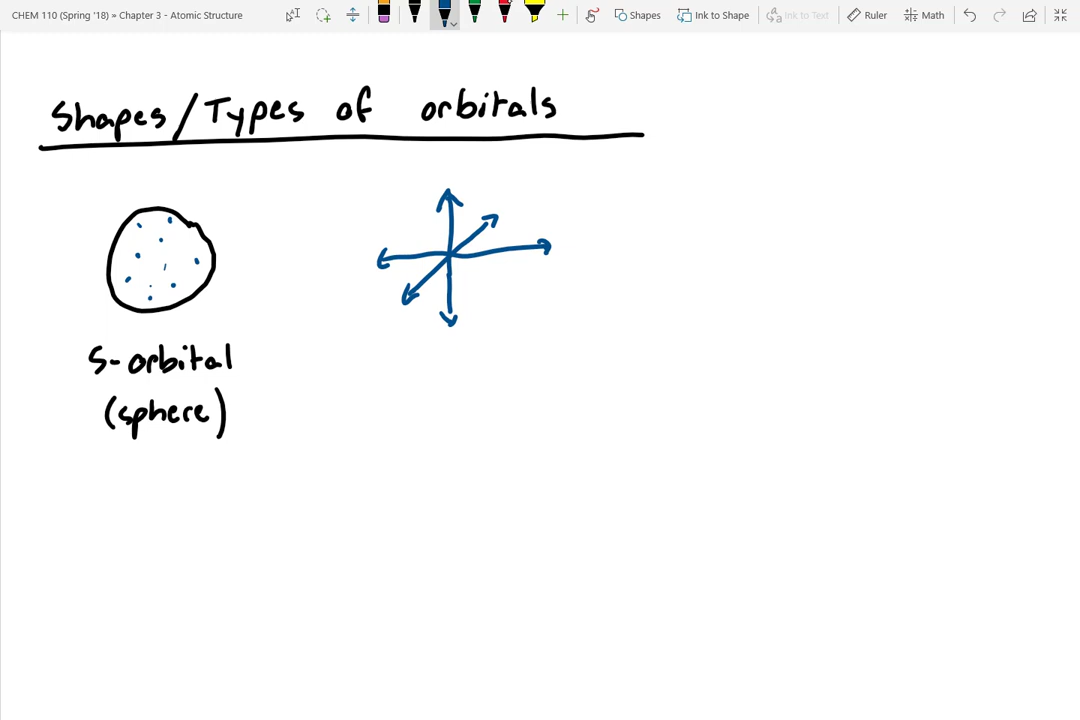 CHEM 110 (Spring '18) » Chapter 3 - Atomic Structure
Shapes
Ink to Shape
Ink to Text
Ruler
Math
Shapes/Types of orbitals
s-orbital
(sphere)